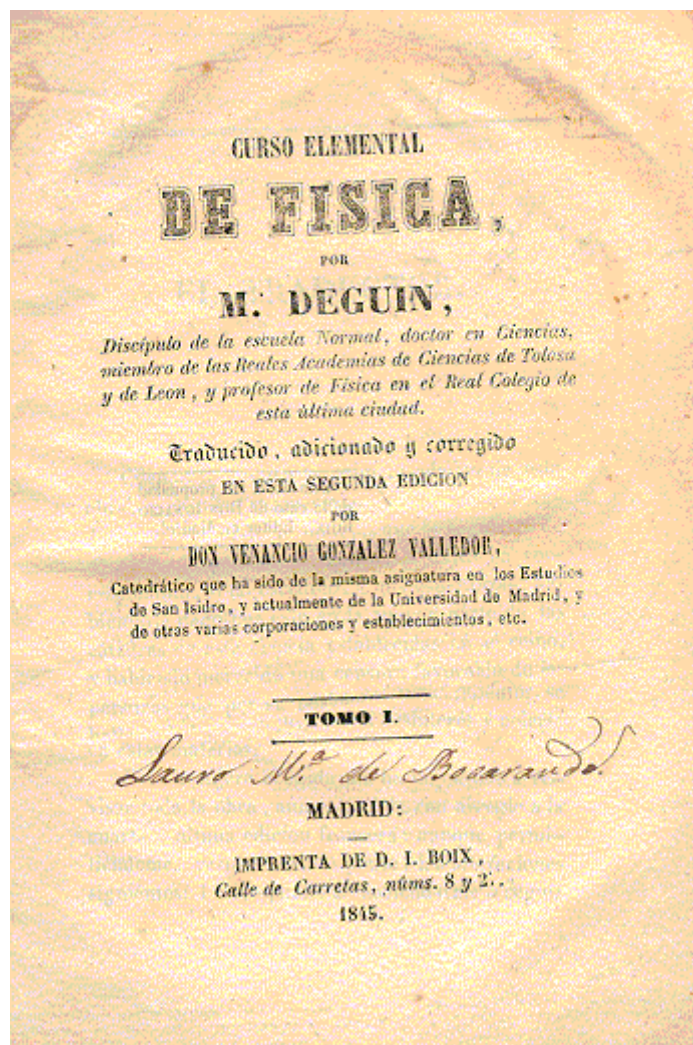 CURSO ELEMENTAL
DE FISICA,
POR
M. DEGUIN,
Discípulo de la escuela Normal, doctor en Ciencias,
miembro de las Reales Academias de Ciencias de Tolosa
y de Leon, y profesor de Física en el Real Colegio de
esta última ciudad.
Traducido, adicionado y corregido
EN ESTA SEGUNDA EDICION
POR
DON VENANCIO GONZALEZ VALLEDOR,
Catedrático que ha sido de la misma asignatura en los Estudios
de San Isidro, y actualmente de la Universidad de Madrid, y
de otras varias corporaciones y establecimientos, etc.
TOMO I.
Lauro M.ª de Bocarando.
MADRID:
IMPRENTA DE D. I. BOIX,
Calle de Carretas, núms. 8 y
1845.